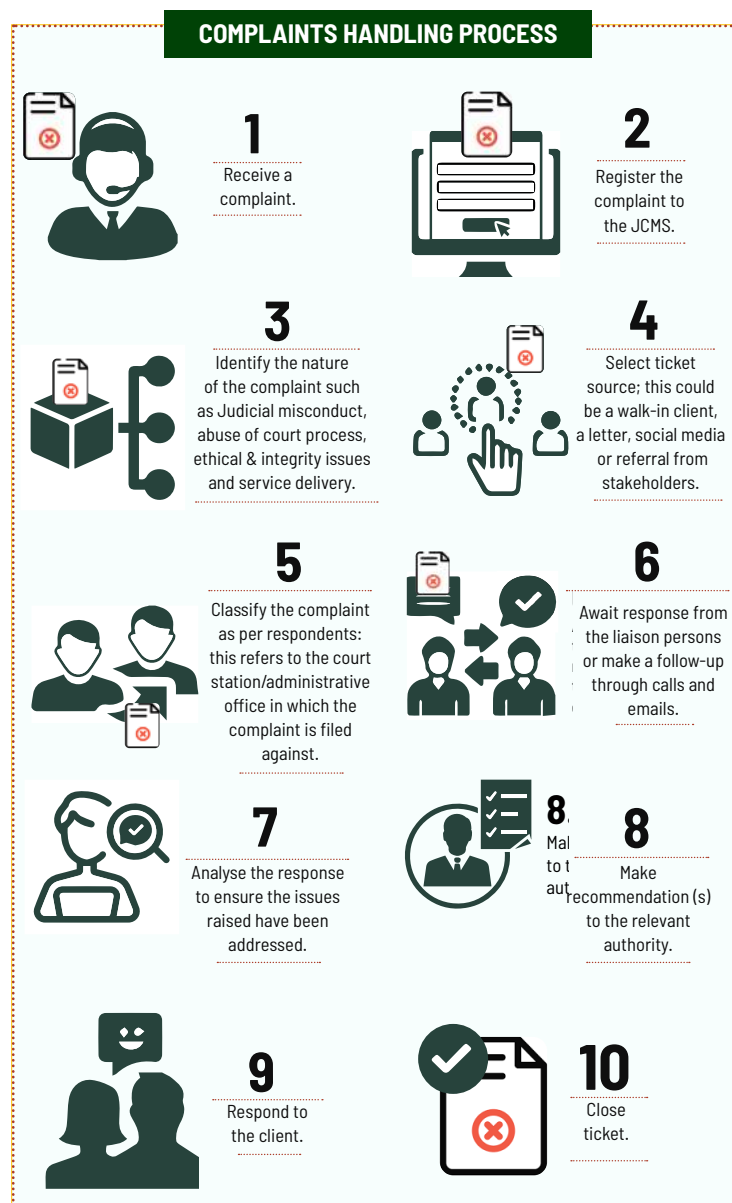 COMPLAINTS HANDLING PROCESS
1
Receive a
complaint.
2
Register the
complaint to
the JCMS.
3
Identify the nature
of the complaint such
as Judicial misconduct,
abuse of court process,
ethical & integrity issues
and service delivery.
4
Select ticket
source; this could
be a walk-in client,
a letter, social media
or referral from
stakeholders.
5
Classify the complaint
as per respondents:
this refers to the court
station/administrative
office in which the
complaint is filed
against.
6
Await response from
the liaison persons
or make a follow-up
through calls and
emails.
7
Analyse the response
to ensure the issues
raised have been
addressed.
8.
to
8
Make
recommendation (s)
to the relevant
authority.
9
Respond to
the client.
10
Close
ticket.